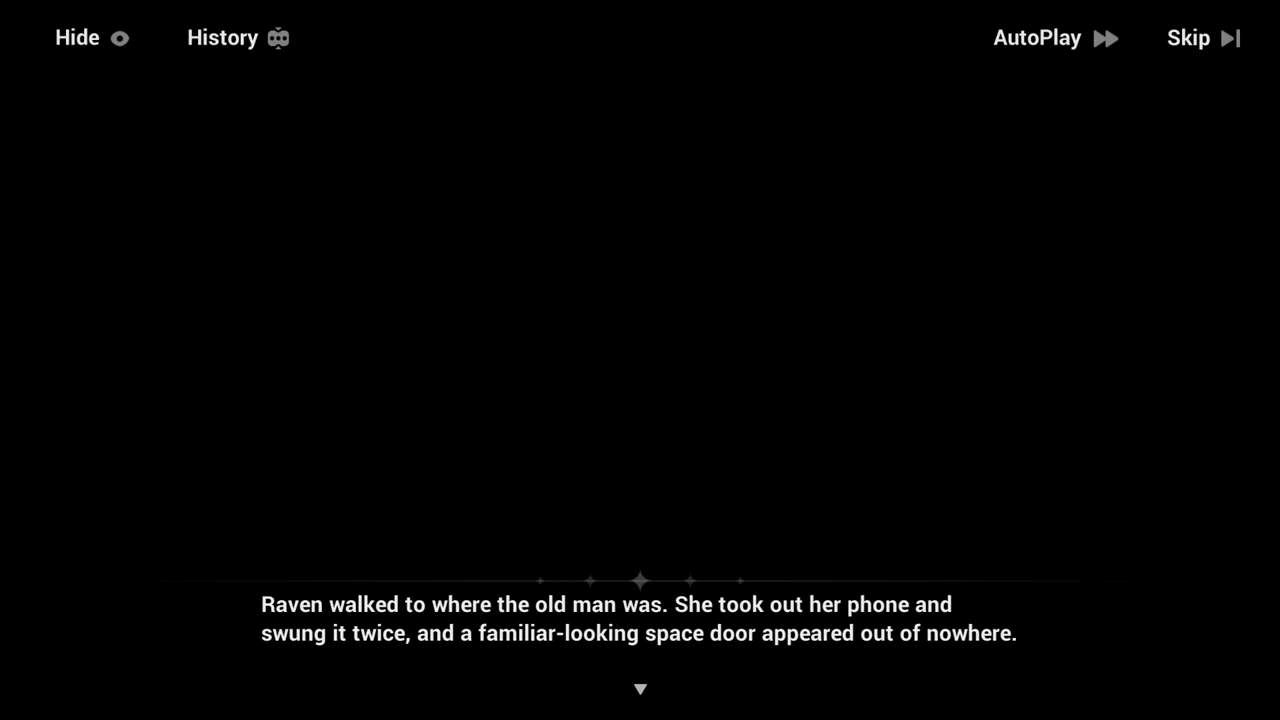 Hide
History
AutoPlay
Skip
Raven walked to where the old man was. She took out her phone and
swung it twice, and a familiar-looking space door appeared out of nowhere.